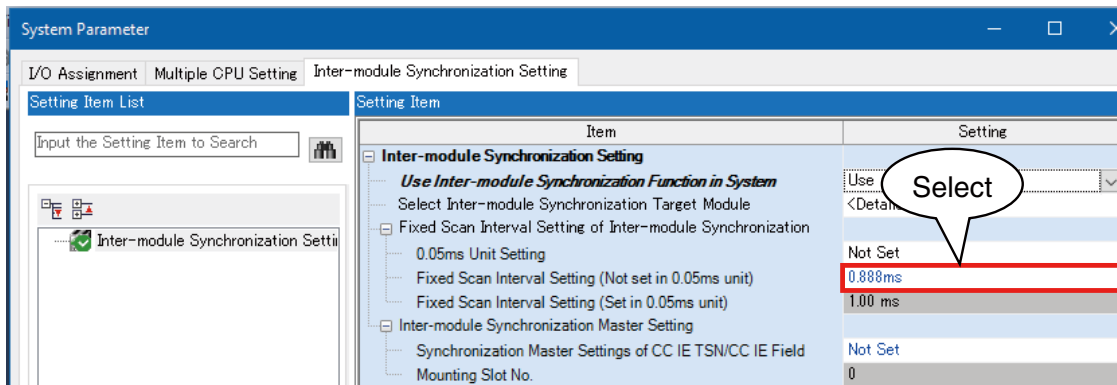 System Parameter
I/O Assignment Multiple CPU Setting Inter-module Synchronization Setting
Setting Item List
Input the Setting Item to Search
Inter-module Synchronization Settin
Setting Item
Item Setting
Inter-module Synchronization Setting
Use Inter-module Synchronization Function in System Use
Select Inter-module Synchronization Target Module <Detail
Fixed Scan Interval Setting of Inter-module Synchronization
0.05ms Unit Setting Not Set
Fixed Scan Interval Setting (Not set in 0.05ms unit) 0.888ms
Fixed Scan Interval Setting (Set in 0.05ms unit) 1.00 ms
Inter-module Synchronization Master Setting
Synchronization Master Settings of CC IE TSN/CC IE Field Not Set
Mounting Slot No. 0
Select